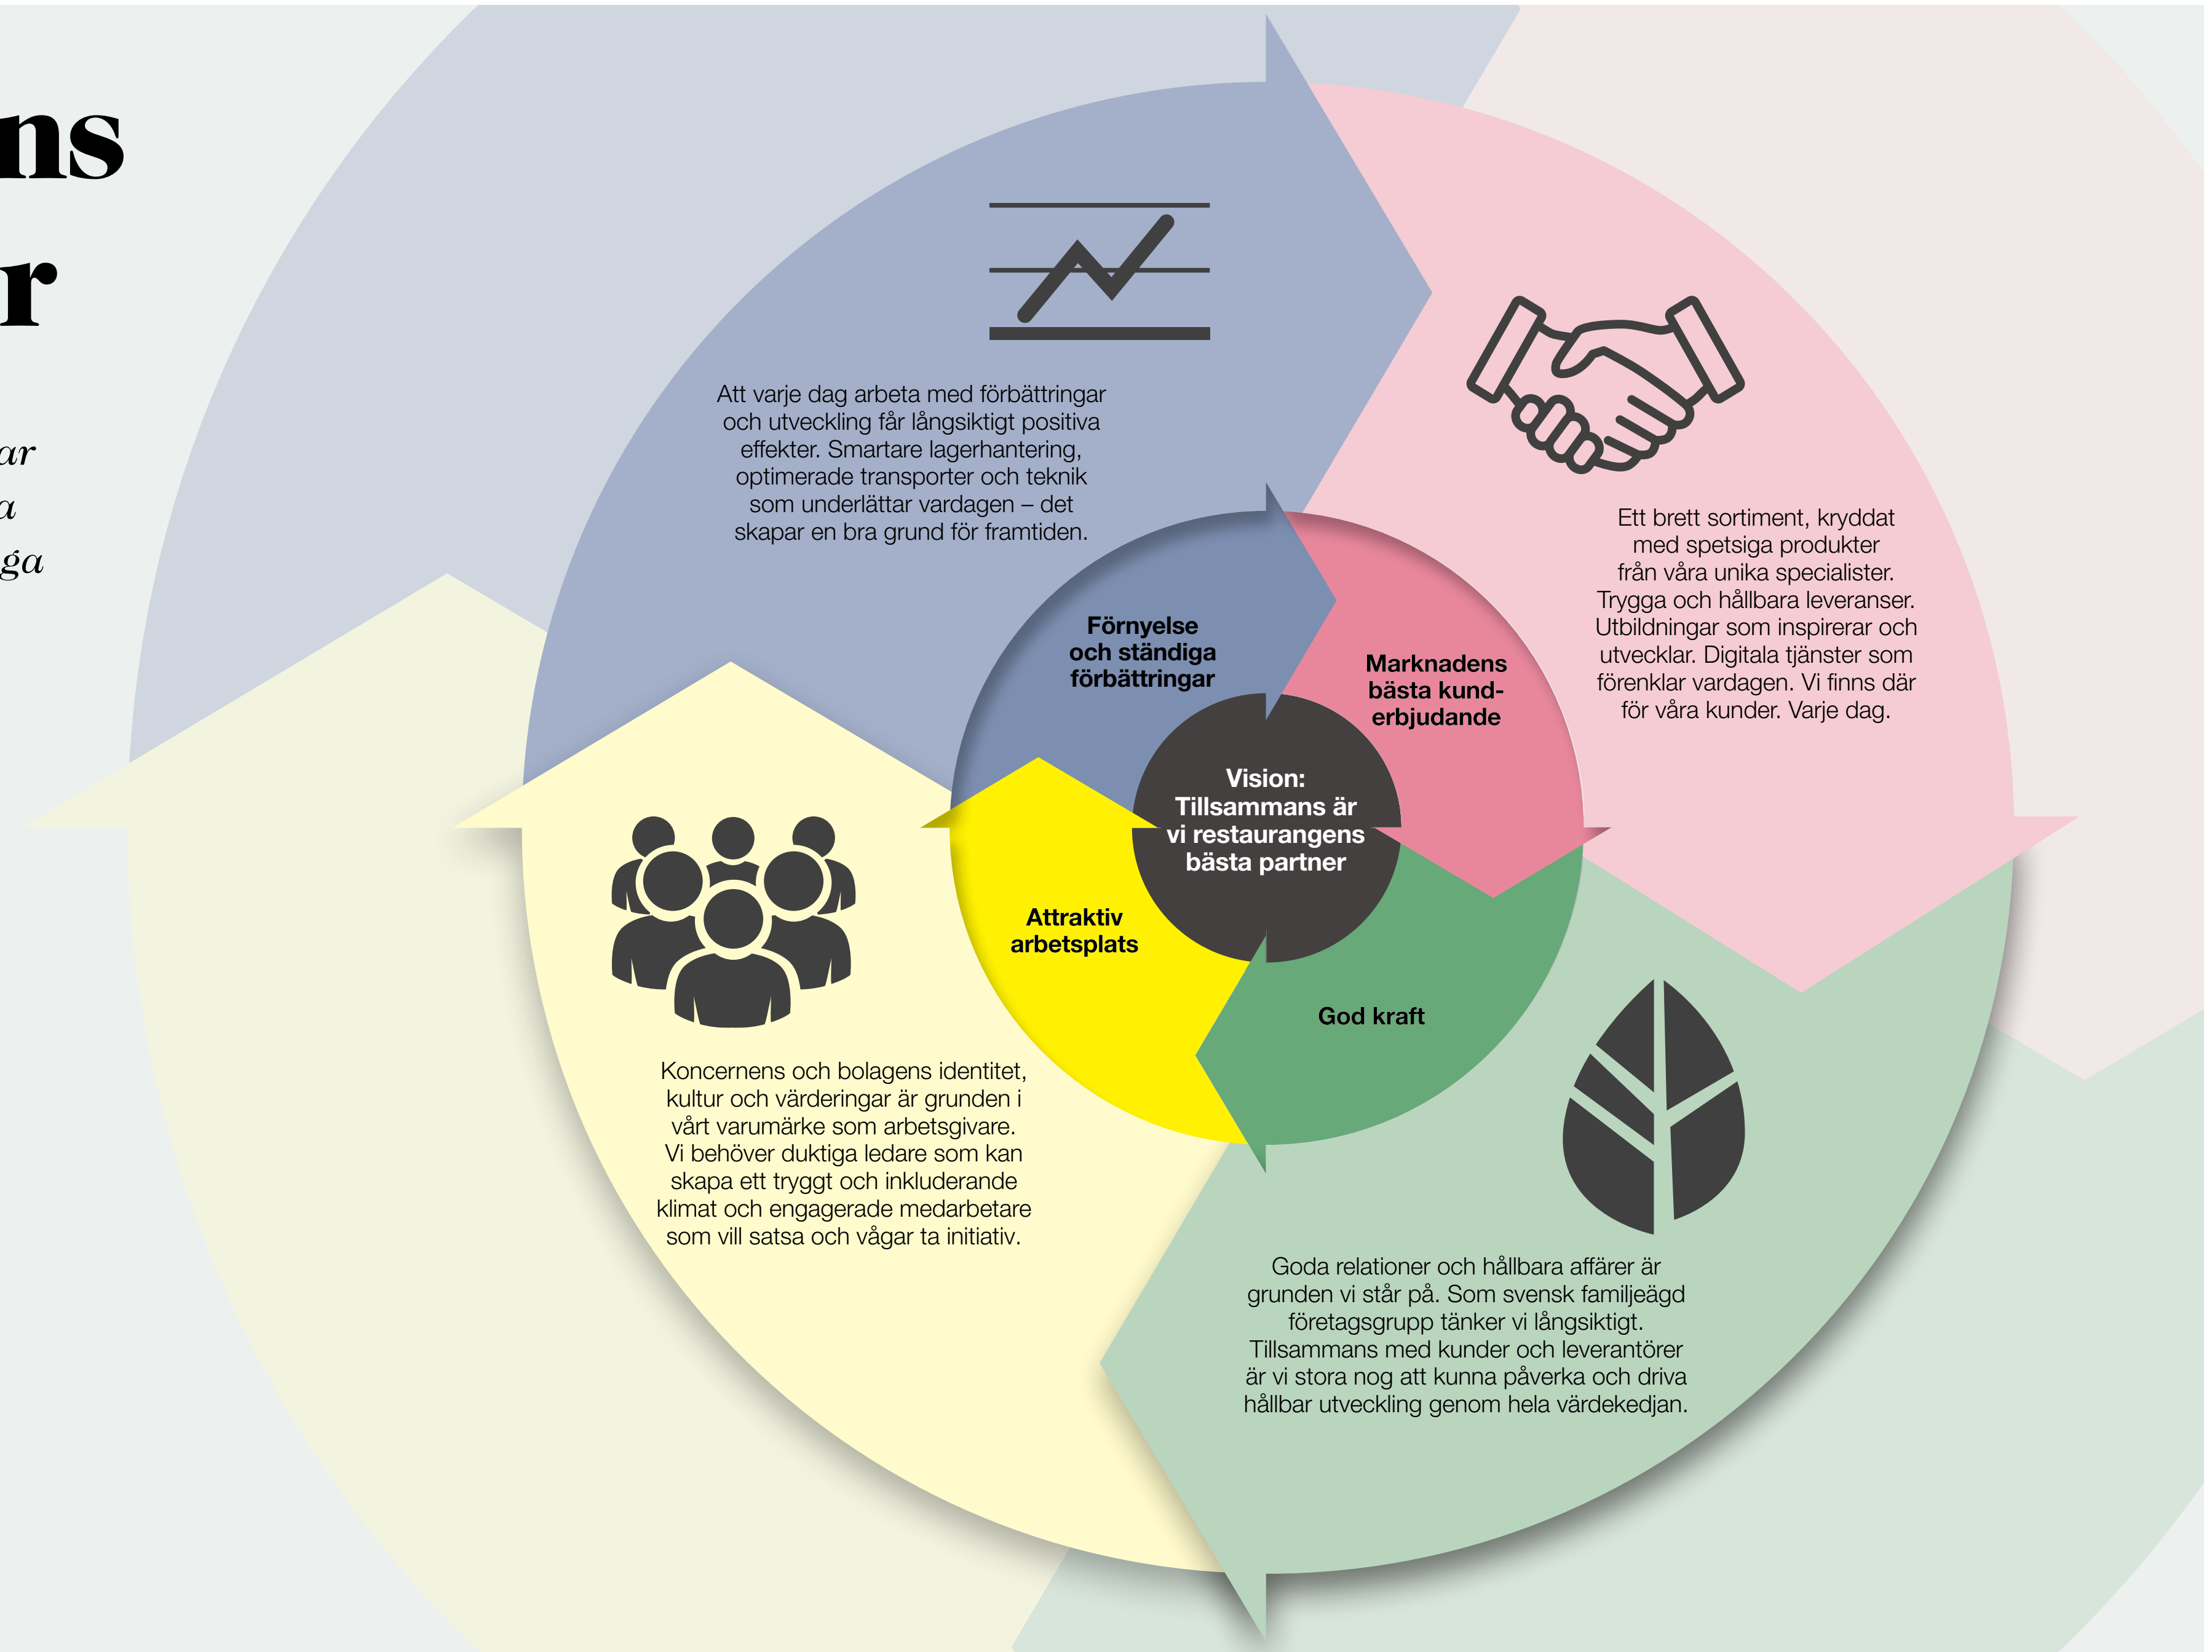 ns
r
ar
a
ga
Att varje dag arbeta med förbättringar
och utveckling får långsiktigt positiva
effekter. Smartare lagerhantering,
optimerade transporter och teknik
som underlättar vardagen – det
skapar en bra grund för framtiden.
Ett brett sortiment, kryddat
med spetsiga produkter
från våra unika specialister.
Trygga och hållbara leveranser.
Utbildningar som inspirerar och
utvecklar. Digitala tjänster som
förenklar vardagen. Vi finns där
för våra kunder. Varje dag.
Förnyelse
och ständiga
förbättringar
Marknadens
bästa kund-
erbjudande
Vision:
Tillsammans är
vi restaurangens
bästa partner
Attraktiv
arbetsplats
God kraft
Koncernens och bolagens identitet,
kultur och värderingar är grunden i
vårt varumärke som arbetsgivare.
Vi behöver duktiga ledare som kan
skapa ett tryggt och inkluderande
klimat och engagerade medarbetare
som vill satsa och vågar ta initiativ.
Goda relationer och hållbara affärer är
grunden vi står på. Som svensk familjeägd
företagsgrupp tänker vi långsiktigt.
Tillsammans med kunder och leverantörer
är vi stora nog att kunna påverka och driva
hållbar utveckling genom hela värdekedjan.